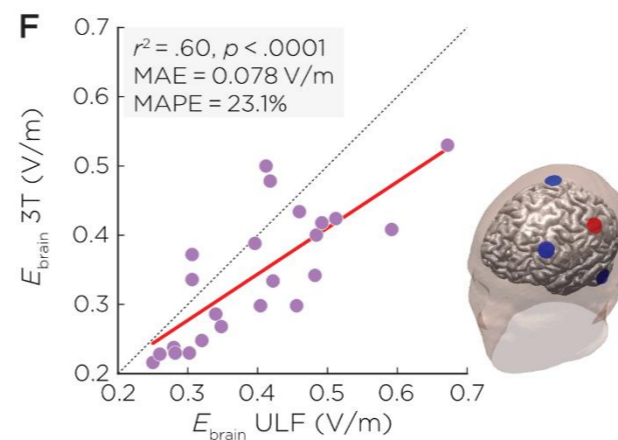 F
r² = .60, p < .0001
MAE = 0.078 V/m
MAPE = 23.1%
0.7
0.6
0.5
0.4
0.3
0.2
E_brain 3T (V/m)
0.2 0.3 0.4 0.5 0.6 0.7
E_brain ULF (V/m)